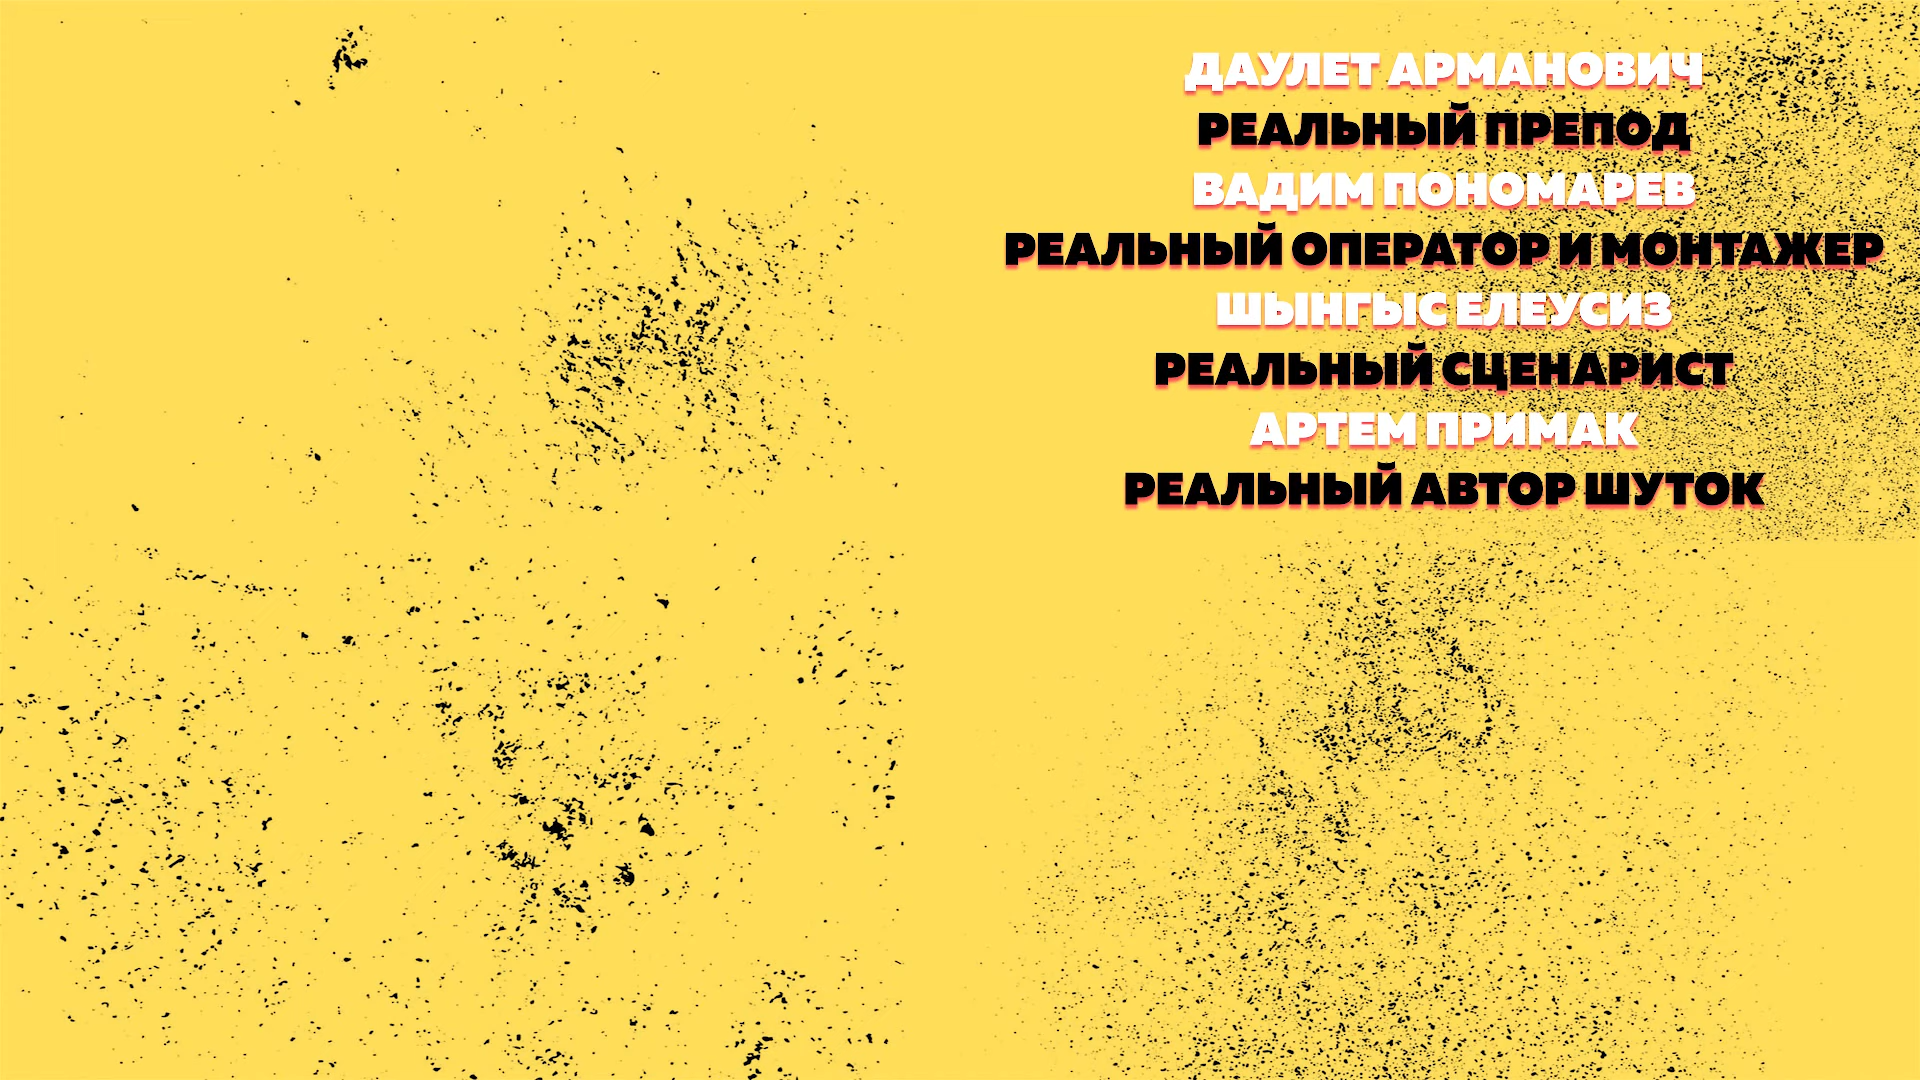 ДАУЛЕТ АРМАНОВИЧ
РЕАЛЬНЫЙ ПРЕПОД
ВАДИМ ПОНОМАРЕВ
РЕАЛЬНЫЙ ОПЕРАТОР И МОНТАЖЕР
ШЫНГЫС ЕЛЕУСИЗ
РЕАЛЬНЫЙ СЦЕНАРИСТ
АРТЕМ ПРИМАК
РЕАЛЬНЫЙ АВТОР ШУТОК